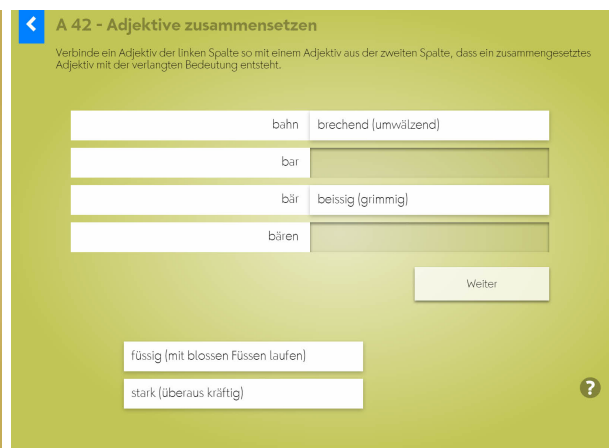 A 42 - Adjektive zusammensetzen
Verbinde ein Adjektiv der linken Spalte so mit einem Adjektiv aus der zweiten Spalte, dass ein zusammengesetztes
Adjektiv mit der verlangten Bedeutung entsteht.
bahn brechend (umwälzend)
bar
bär beissig (grimmig)
bären
Weiter
füssig (mit blossen Füssen laufen)
stark (überaus kräftig)
?